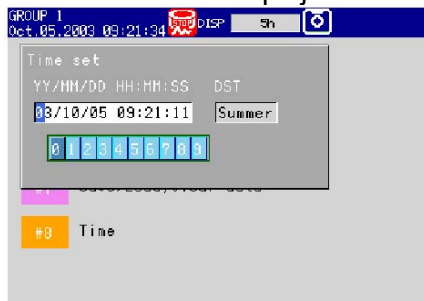 GROUP 1
Oct.05.2003 09:21:34 STOP DISP 5h
Time set
YY/MM/DD HH:MM:SS DST
03/10/05 09:21:11 Summer
0 1 2 3 4 5 6 7 8 9
#8 Time